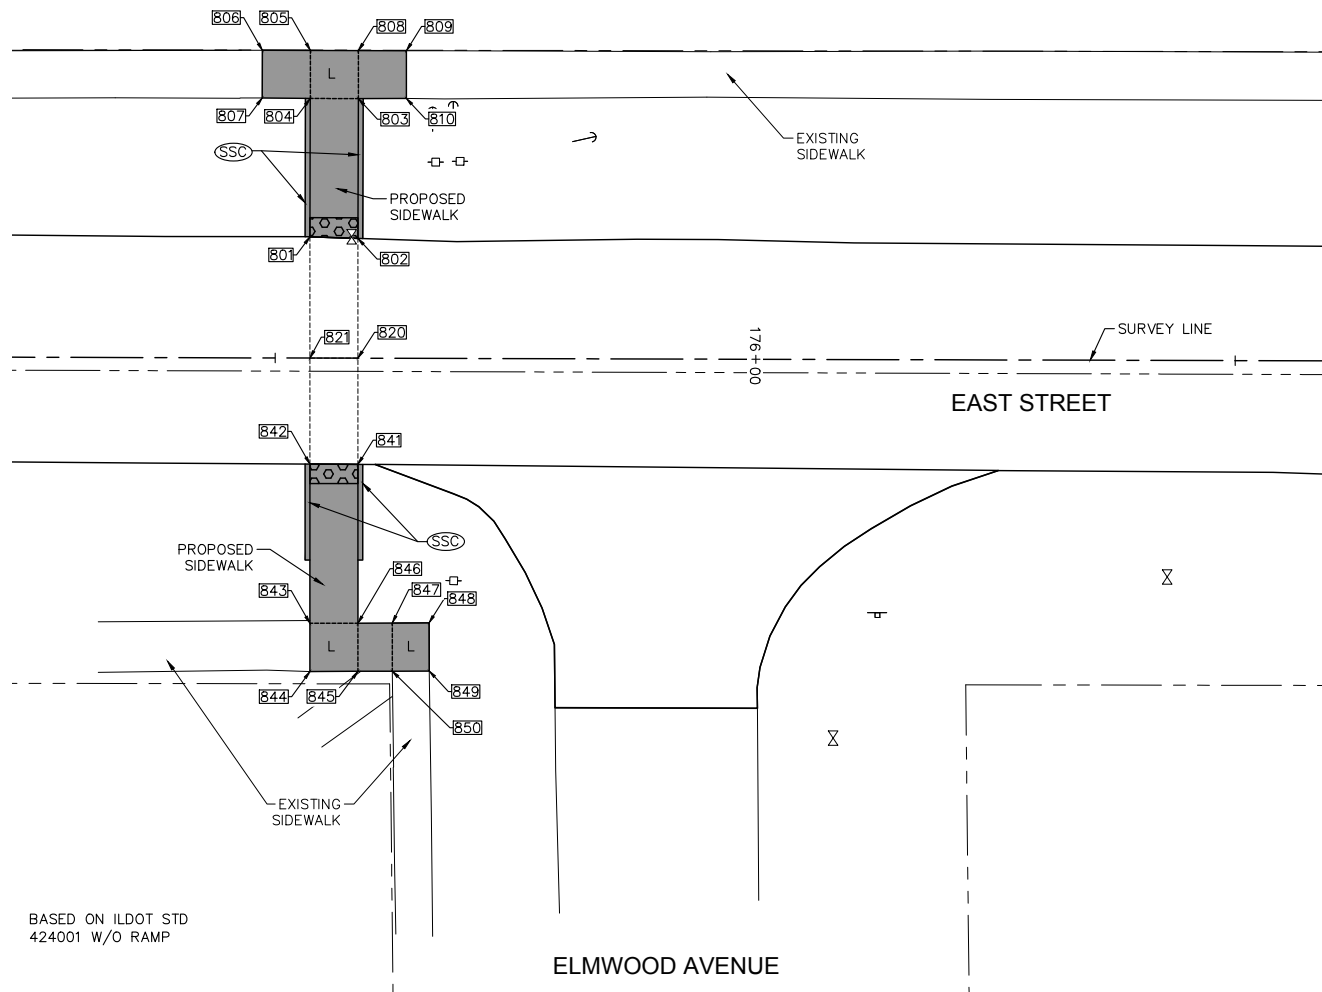 806
805
808
809
L
807
804
803
810
SSC
EXISTING
SIDEWALK
PROPOSED
SIDEWALK
801
802
821
820
176+00
SURVEY LINE
EAST STREET
842
841
SSC
PROPOSED
SIDEWALK
846
843
847
848
L
L
844
845
849
850
EXISTING
SIDEWALK
BASED ON ILDOT STD
424001 W/O RAMP
ELMWOOD AVENUE